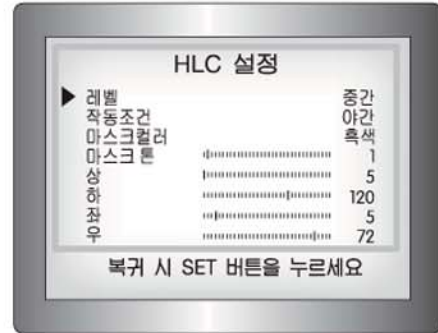 HLC 설정
▶ 레벨 중간
작동조건 야간
마스크컬러 흑색
마스크 톤 1
상 5
하 120
좌 5
우 72
복귀 시 SET 버튼을 누르세요